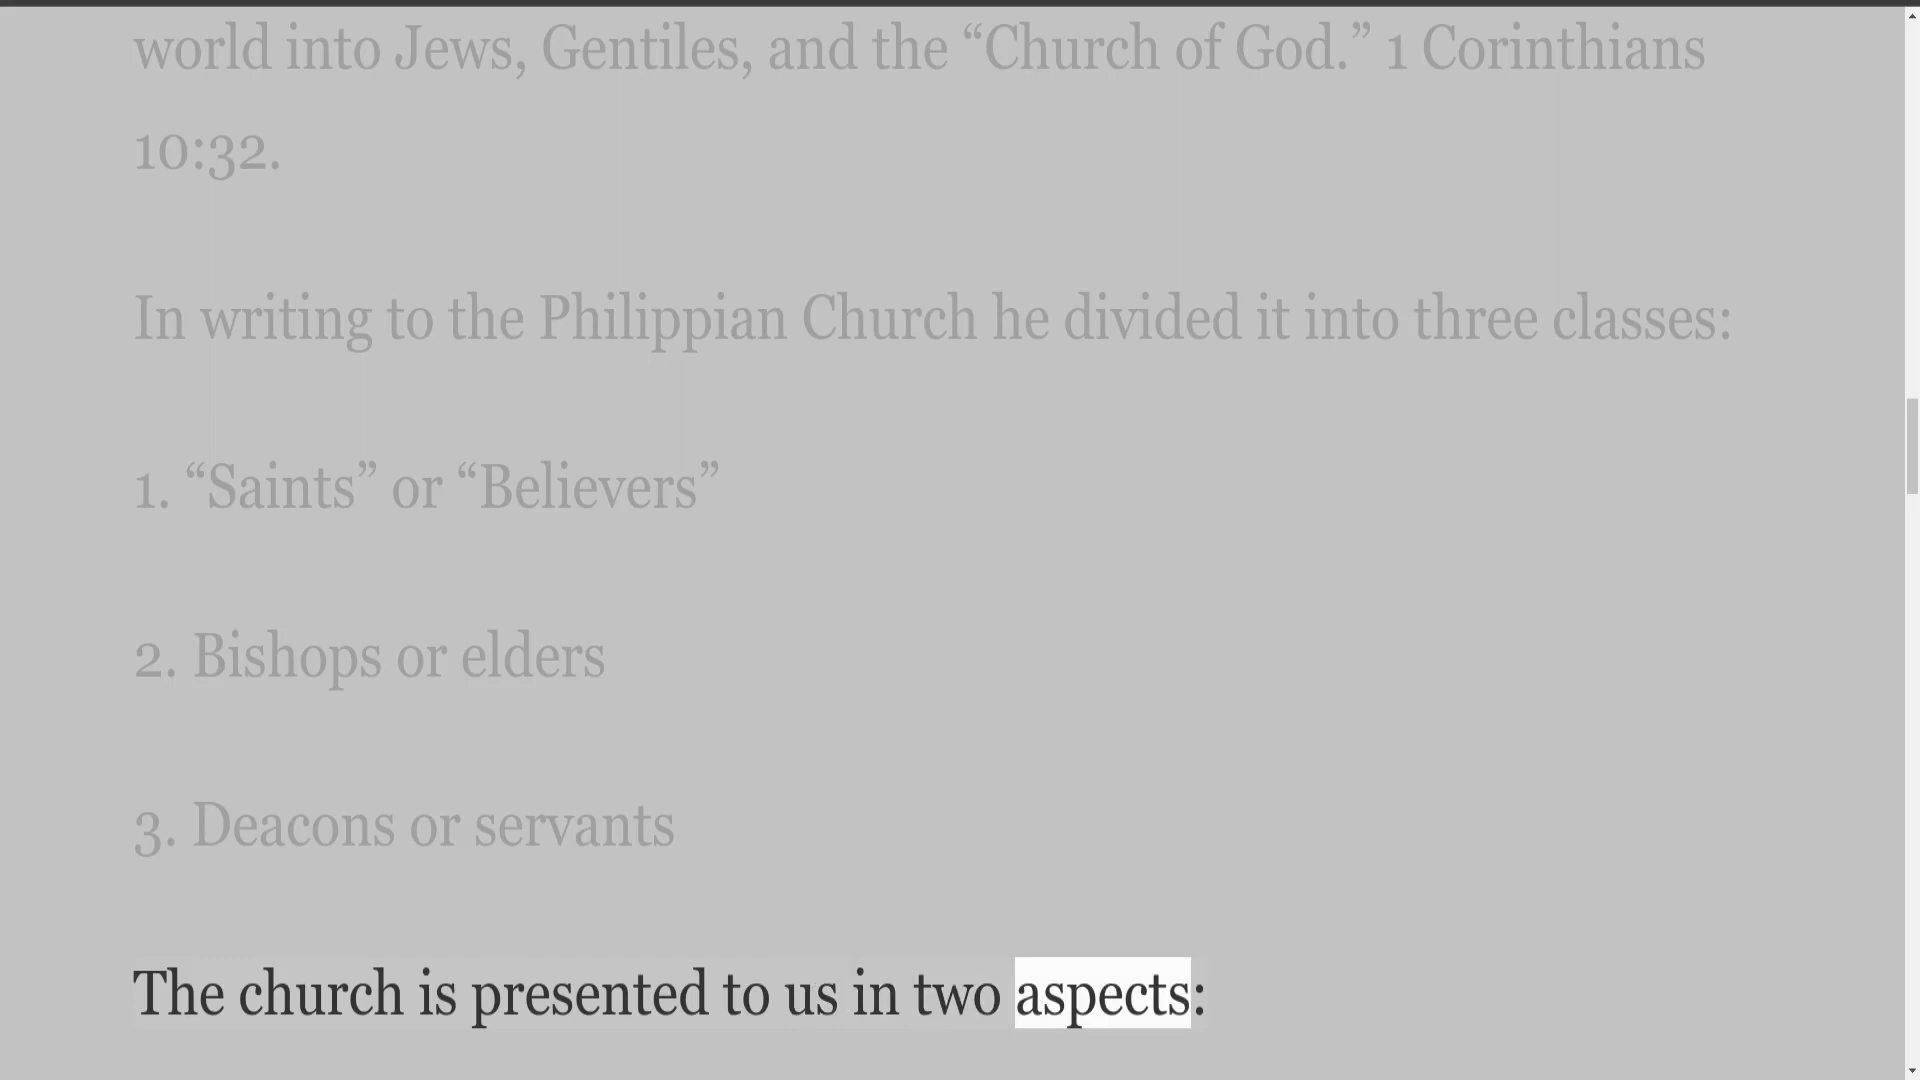 world into Jews, Gentiles, and the “Church of God.” 1 Corinthians
10:32.
In writing to the Philippian Church he divided it into three classes:
1. “Saints” or “Believers”
2. Bishops or elders
3. Deacons or servants
The church is presented to us in two aspects: